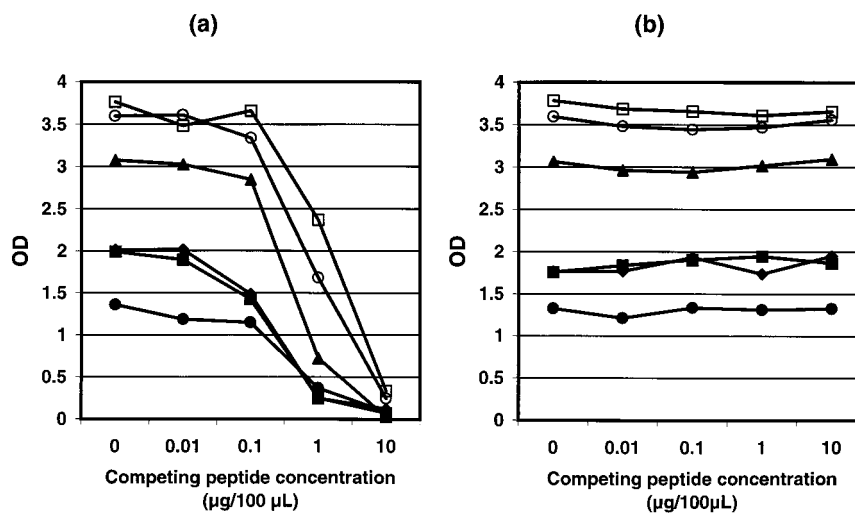 (a)
4
3.5
3
2.5
2
1.5
1
0.5
0
OD
0 0.01 0.1 1 10
Competing peptide concentration
(µg/100 µL)
(b)
4
3.5
3
2.5
2
1.5
1
0.5
0
OD
0 0.01 0.1 1 10
Competing peptide concentration
(µg/100µL)